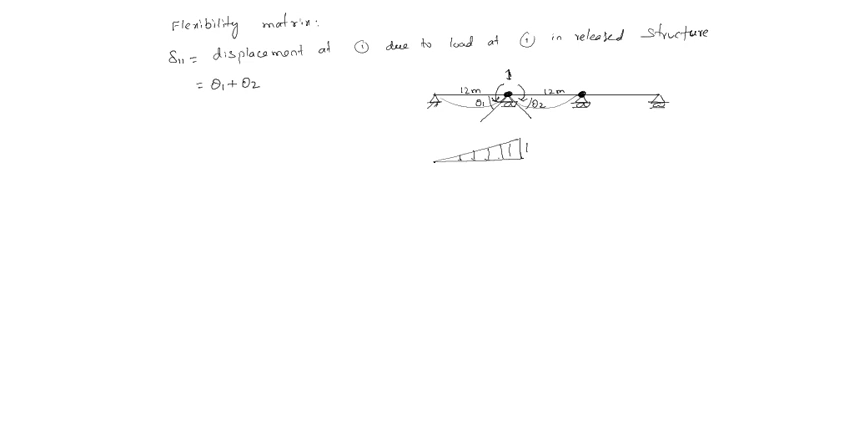 Flexibility matrix:
δ₁₁ = displacement at ① due to load at ① in released structure
= θ₁ + θ₂
1
12m 12m
θ₁ θ₂
1